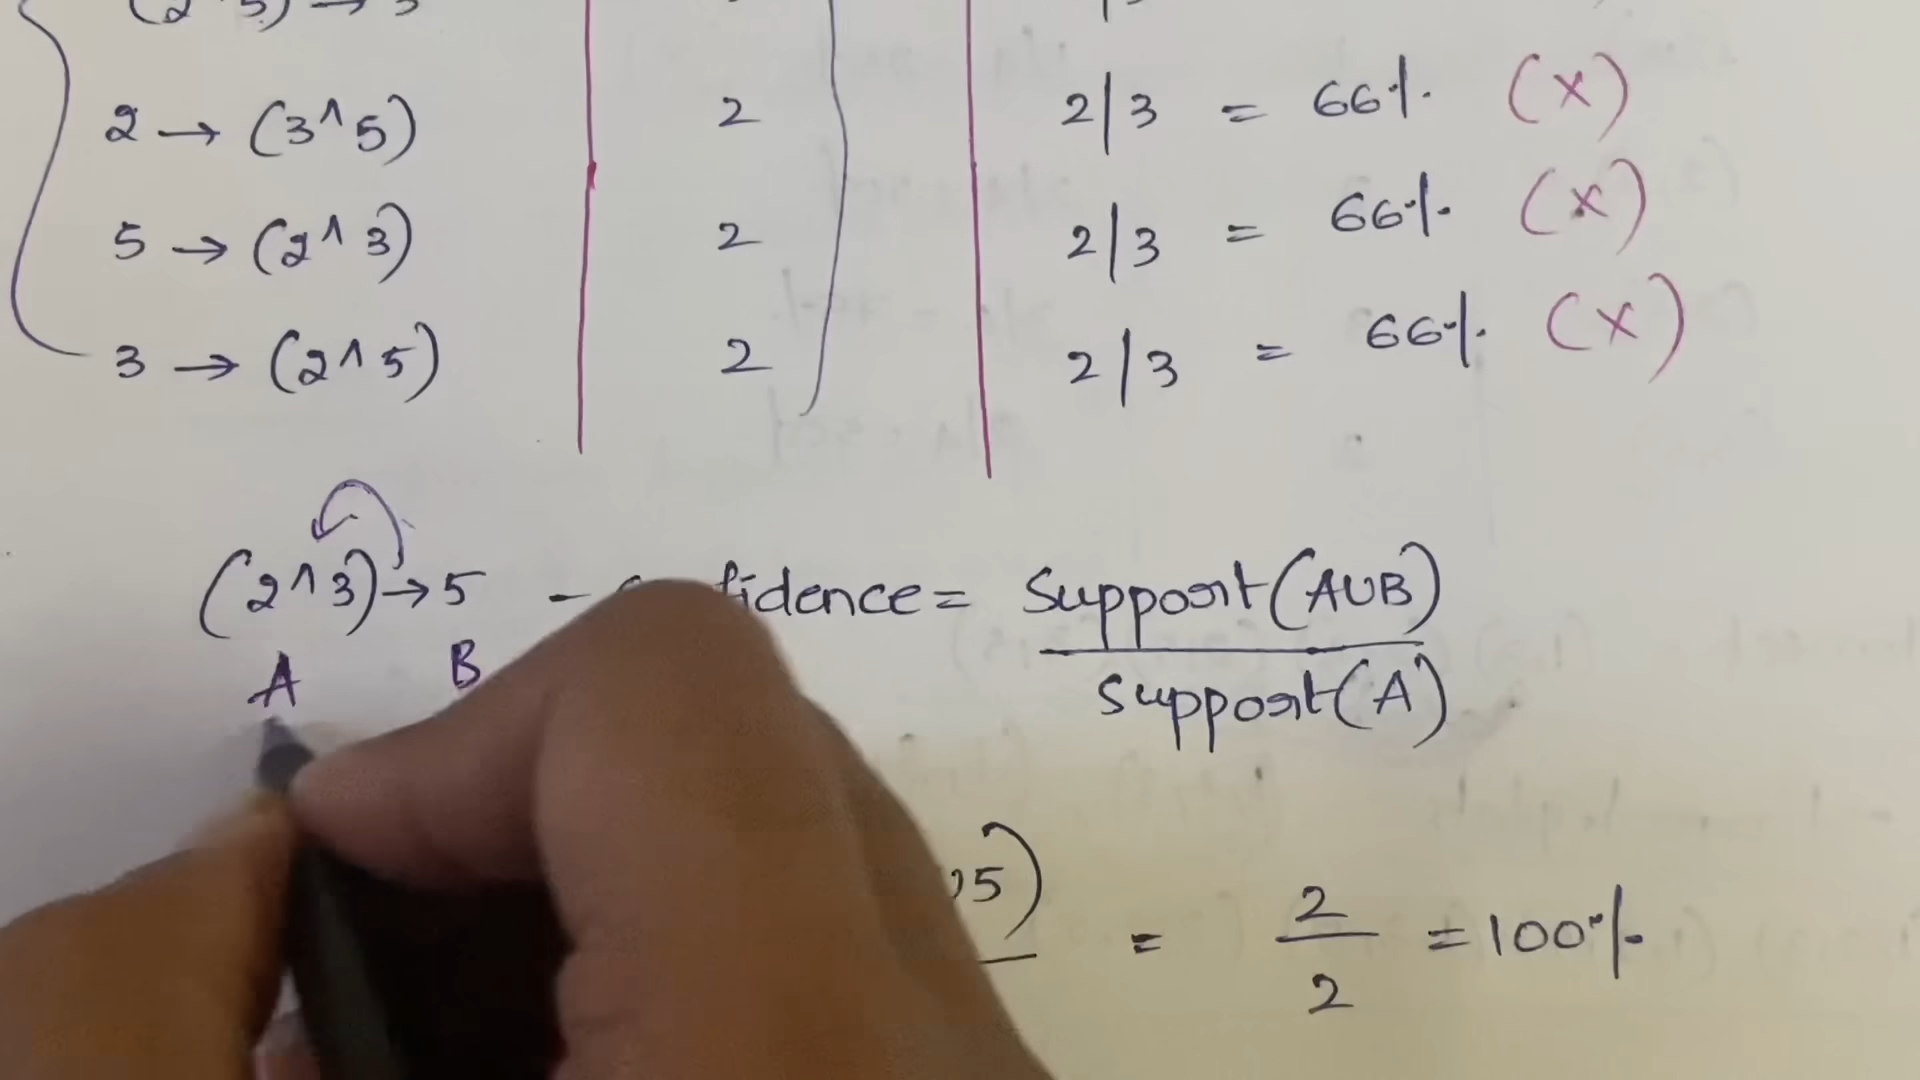 2 → (3^5) 2 2/3 = 66% (x)
5 → (2^3) 2 2/3 = 66% (x)
3 → (2^5) 2 2/3 = 66% (x)
(2^3)→5 - fidence = Support(AUB)
A B Support(A)
5) = 2/2 = 100%